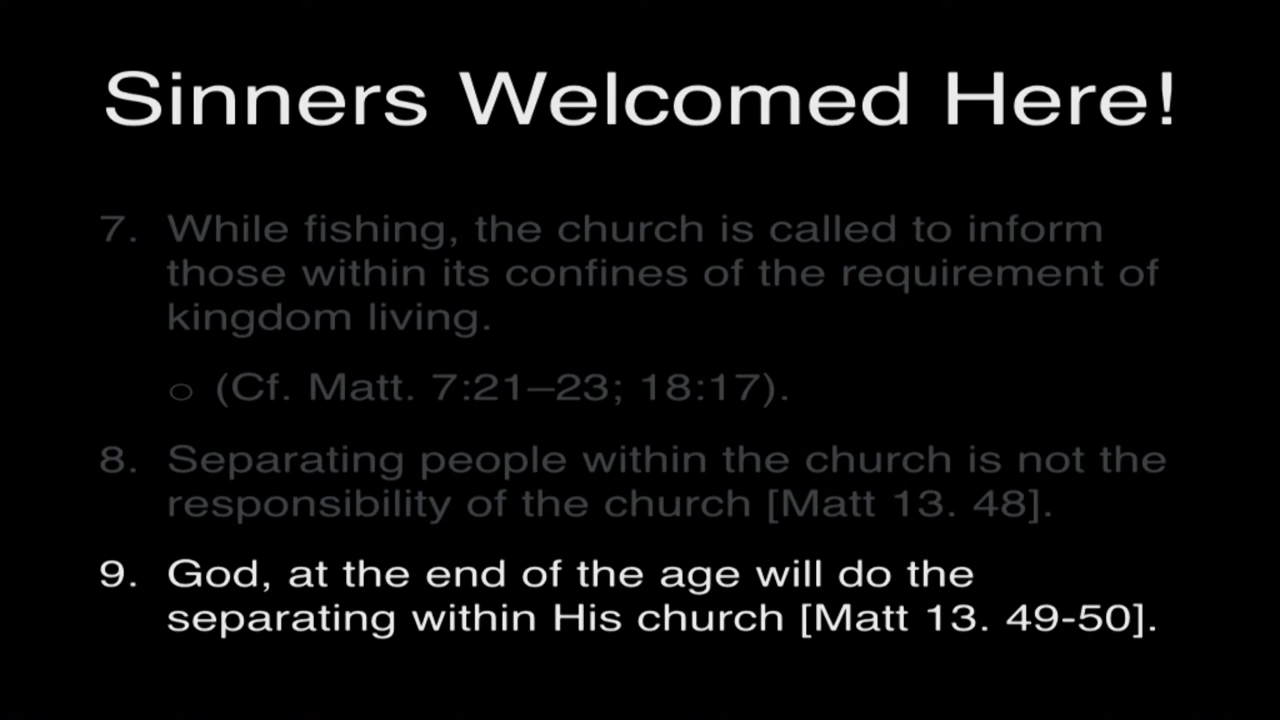 Sinners Welcomed Here!
7. While fishing, the church is called to inform
those within its confines of the requirement of
kingdom living.
o (Cf. Matt. 7:21–23; 18:17).
8. Separating people within the church is not the
responsibility of the church [Matt 13. 48].
9. God, at the end of the age will do the
separating within His church [Matt 13. 49-50].